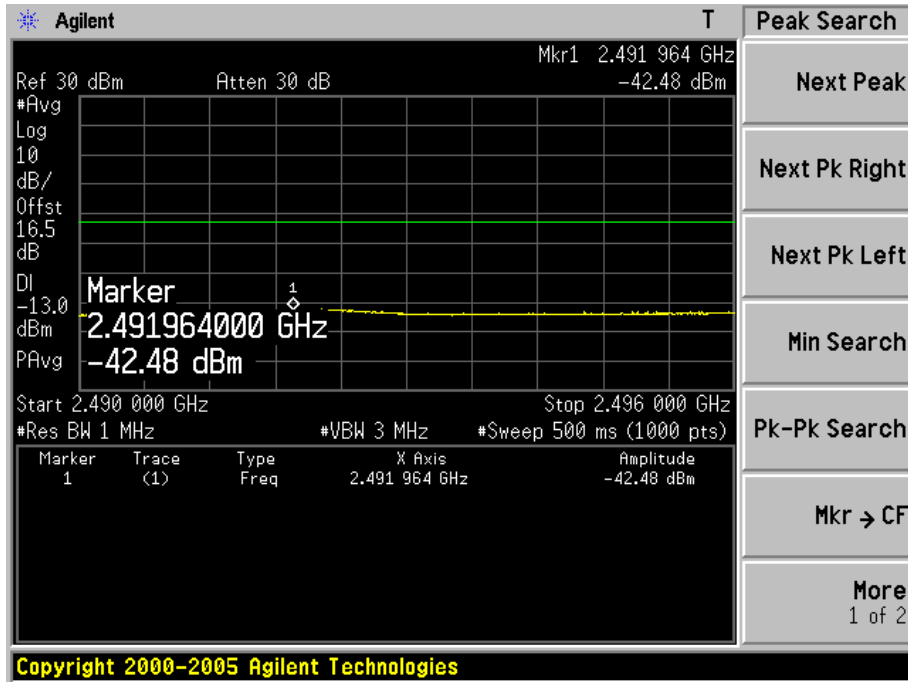 Agilent T Peak Search
Mkr1 2.491 964 GHz
Ref 30 dBm Atten 30 dB -42.48 dBm
#Avg
Log
10
dB/
Offst
16.5
dB
DI
-13.0
dBm
PAvg
1
Marker
2.491964000 GHz
-42.48 dBm
Start 2.490 000 GHz Stop 2.496 000 GHz
#Res BW 1 MHz #VBW 3 MHz #Sweep 500 ms (1000 pts)
Marker Trace Type X Axis Amplitude
1 (1) Freq 2.491 964 GHz -42.48 dBm
Next Peak
Next Pk Right
Next Pk Left
Min Search
Pk-Pk Search
Mkr → CF
More
1 of 2
Copyright 2000-2005 Agilent Technologies